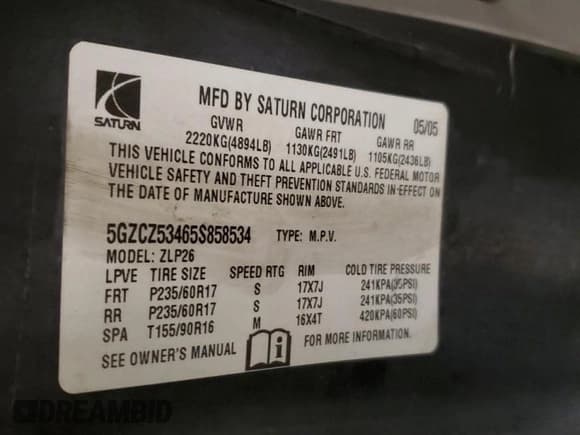 SATURN
MFD BY SATURN CORPORATION 05/05
GVWR GAWR FRT GAWR RR
2220KG(4894LB) 1130KG(2491LB) 1105KG(2436LB)
THIS VEHICLE CONFORMS TO ALL APPLICABLE U.S. FEDERAL MOTOR
VEHICLE SAFETY AND THEFT PREVENTION STANDARDS IN EFFECT ON
THE DATE OF MANUFACTURE SHOWN ABOVE.
5GZCZ53465S858534 TYPE: M.P.V.
MODEL: ZLP26
LPVE TIRE SIZE SPEED RTG RIM COLD TIRE PRESSURE
FRT P235/60R17 S 17X7J 241KPA(35PSI)
RR P235/60R17 S 17X7J 241KPA(35PSI)
SPA T155/90R16 M 16X4T 420KPA(60PSI)
SEE OWNER'S MANUAL i FOR MORE INFORMATION.
DREAMBID